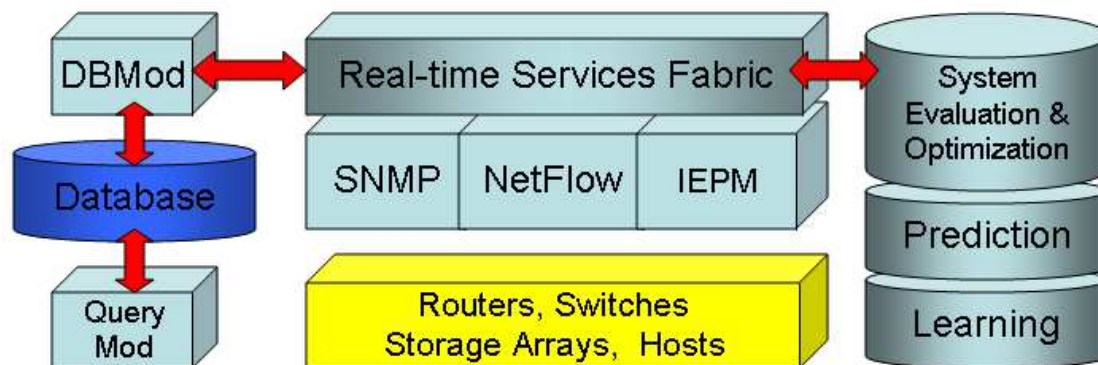 DBMod
Real-time Services Fabric
System
Evaluation &
Optimization
SNMP
NetFlow
IEPM
Database
Prediction
Query
Mod
Routers, Switches
Storage Arrays, Hosts
Learning